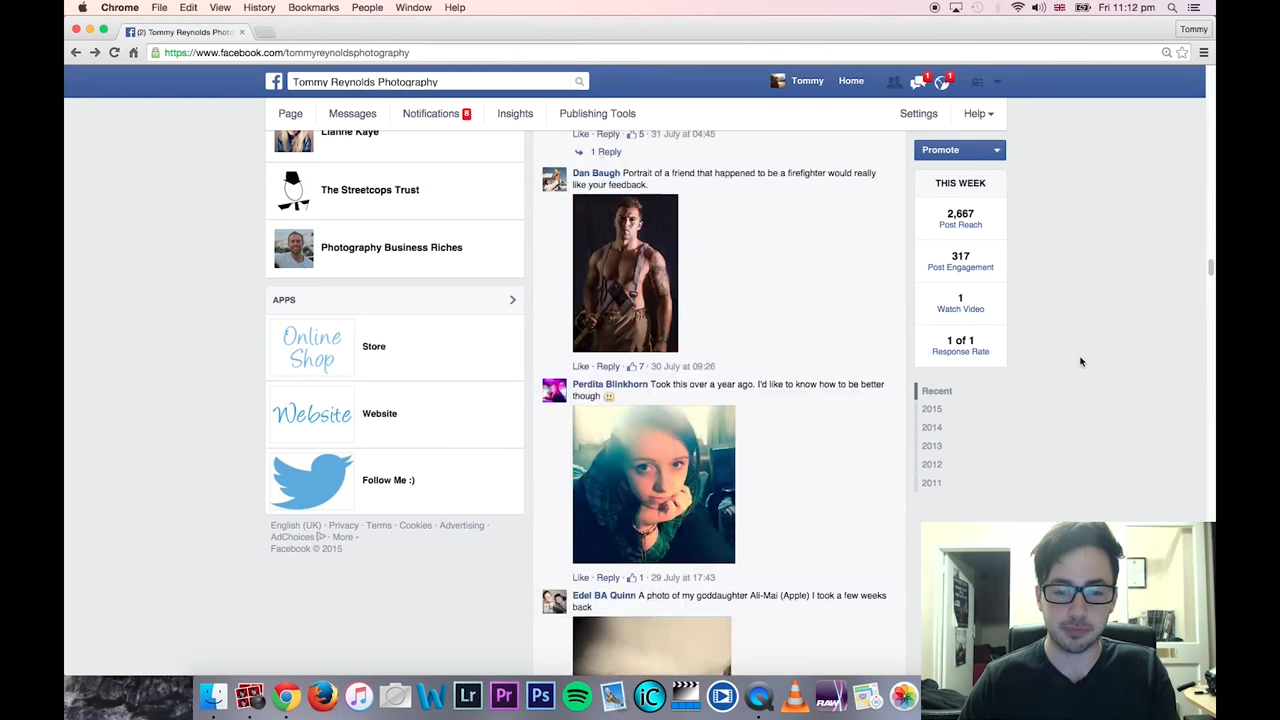 Chrome File Edit View History Bookmarks People Window Help Fri 11:12 pm
(2) Tommy Reynolds Photo Tommy
https://www.facebook.com/tommyreynoldsphotography
Tommy Reynolds Photography Tommy Home 1 1
Page Messages Notifications 5 Insights Publishing Tools Settings Help
Lianne Kaye
The Streetcops Trust
Photography Business Riches
APPS
Online Shop
Store
Website
Website
Follow Me :)
English (UK) · Privacy · Terms · Cookies · Advertising ·
AdChoices · More
Facebook © 2015
Like · Reply · 5 · 31 July at 04:45
1 Reply
Dan Baugh Portrait of a friend that happened to be a firefighter would really
like your feedback.
Like · Reply · 7 · 30 July at 09:26
Perdita Blinkhorn Took this over a year ago. I'd like to know how to be better
though
Like · Reply · 1 · 29 July at 17:43
Edel BA Quinn A photo of my goddaughter Ali-Mai (Apple) I took a few weeks
back
Promote
THIS WEEK
2,667
Post Reach
317
Post Engagement
1
Watch Video
1 of 1
Response Rate
Recent
2015
2014
2013
2012
2011
W Lr Pr Ps iC RAW